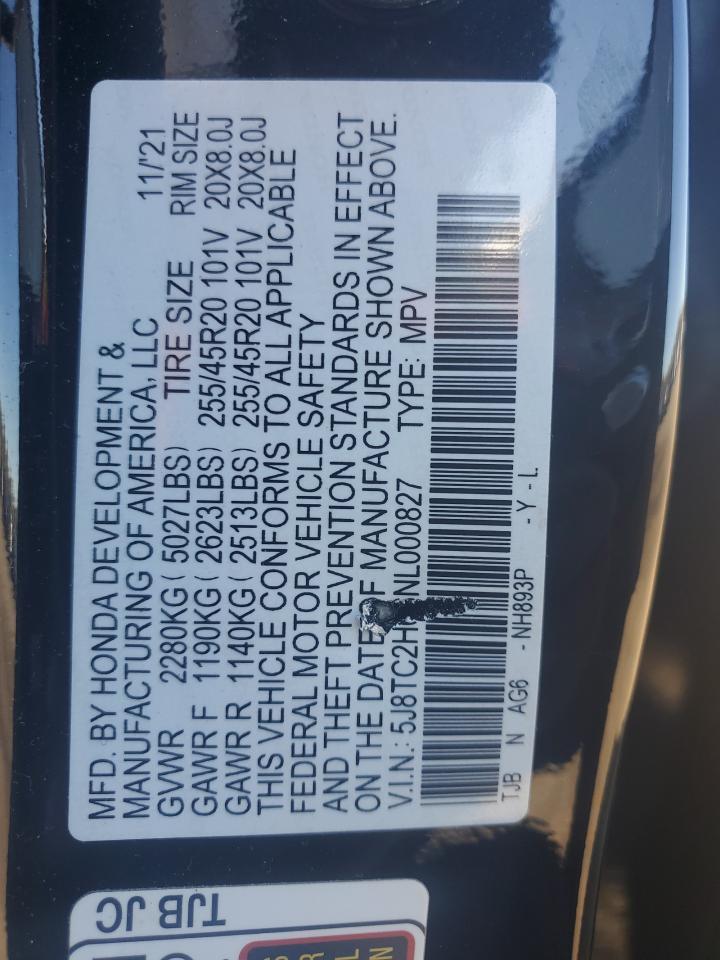 MFD. BY HONDA DEVELOPMENT &
MANUFACTURING OF AMERICA, LLC 11/'21
GVWR 2280KG ( 5027LBS) TIRE SIZE RIM SIZE
GAWR F 1190KG ( 2623LBS) 255/45R20 101V 20X8.0J
GAWR R 1140KG ( 2513LBS) 255/45R20 101V 20X8.0J
THIS VEHICLE CONFORMS TO ALL APPLICABLE
FEDERAL MOTOR VEHICLE SAFETY
AND THEFT PREVENTION STANDARDS IN EFFECT
ON THE DATE MANUFACTURE SHOWN ABOVE.
V.I.N.: TYPE: MPV
TJB N AG6 -NH893P -Y-L
TJB JC